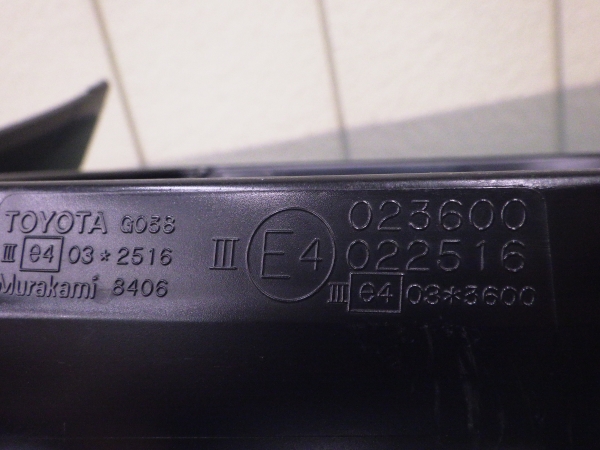 TOYOTA G058
III e4 03*2516
Murakami 8406
III E4 023600
022516
III e4 03*3600